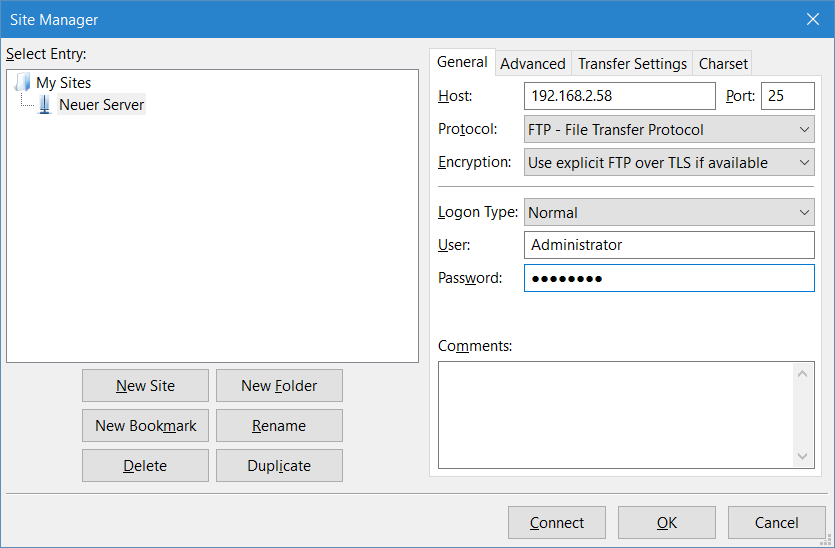 Site Manager
Select Entry:
My Sites
Neuer Server
New Site
New Folder
New Bookmark
Rename
Delete
Duplicate
General
Advanced
Transfer Settings
Charset
Host:
192.168.2.58
Port:
25
Protocol:
FTP - File Transfer Protocol
Encryption:
Use explicit FTP over TLS if available
Logon Type:
Normal
User:
Administrator
Password:
●●●●●●●●
Comments:
Connect
OK
Cancel